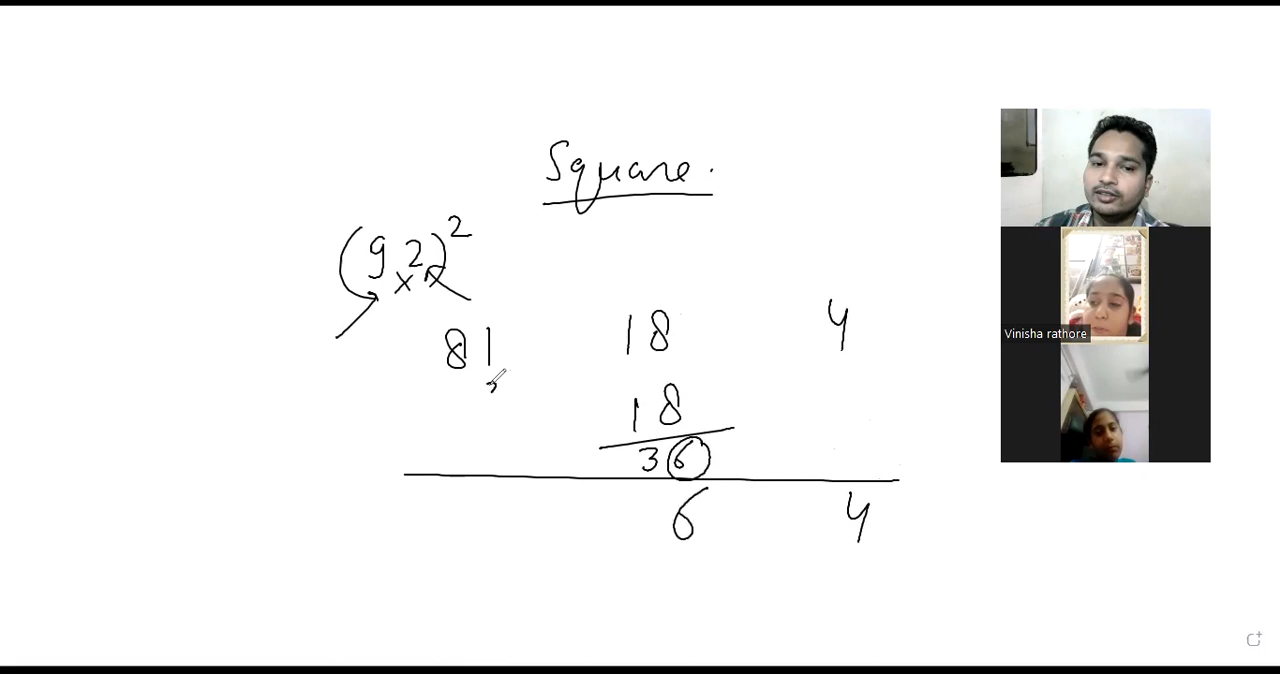 Square.
(92)²
× 
81 18 4
18
36
6 4
Vinisha rathore